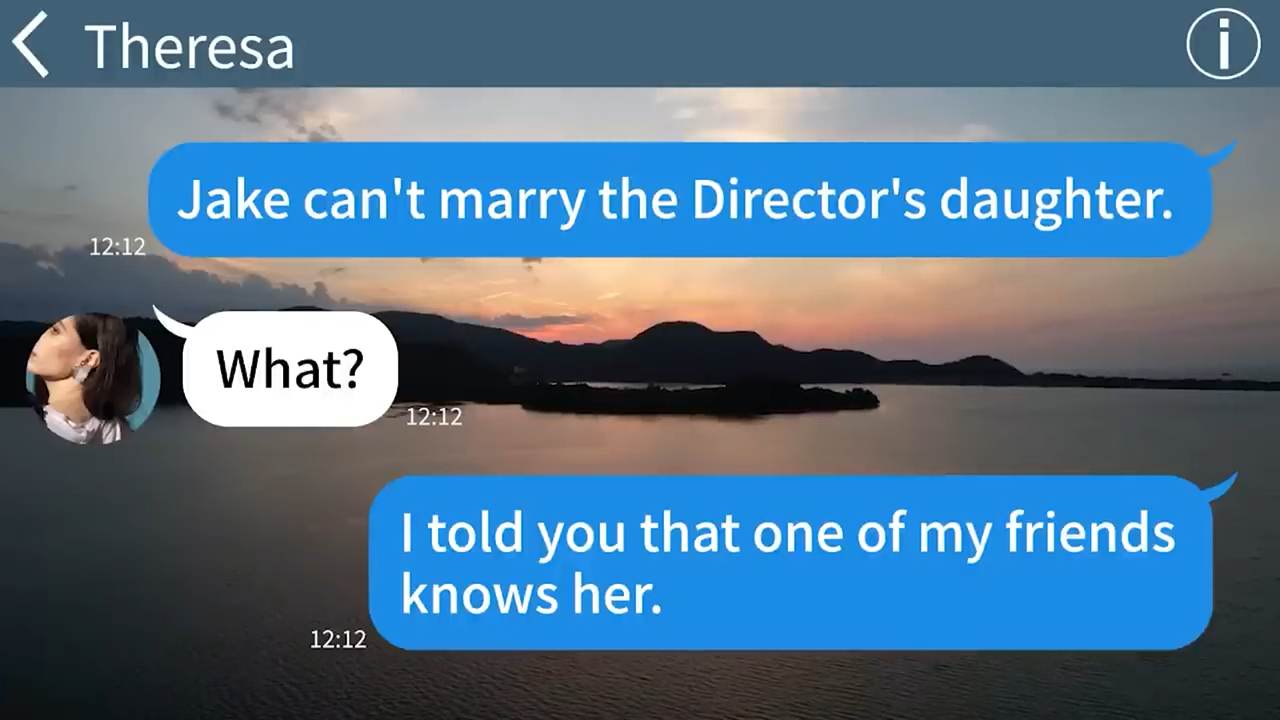 Theresa
Jake can't marry the Director's daughter.
12:12
What?
12:12
I told you that one of my friends
knows her.
12:12